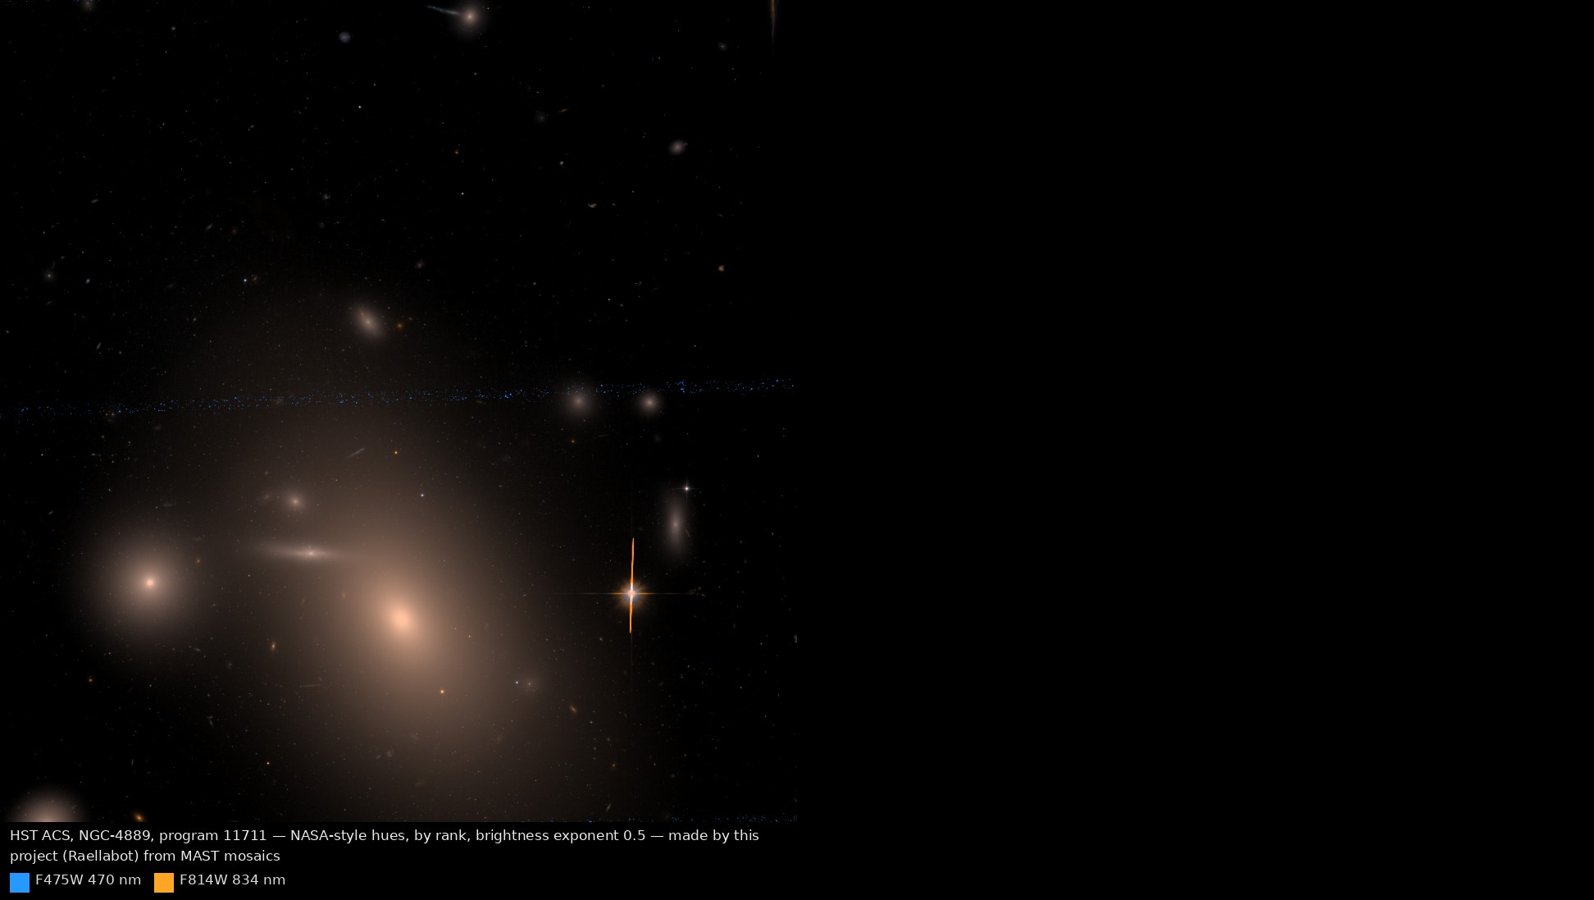 HST ACS, NGC-4889, program 11711 — NASA-style hues, by rank, brightness exponent 0.5 — made by this
project (Raellabot) from MAST mosaics
F475W 470 nm F814W 834 nm